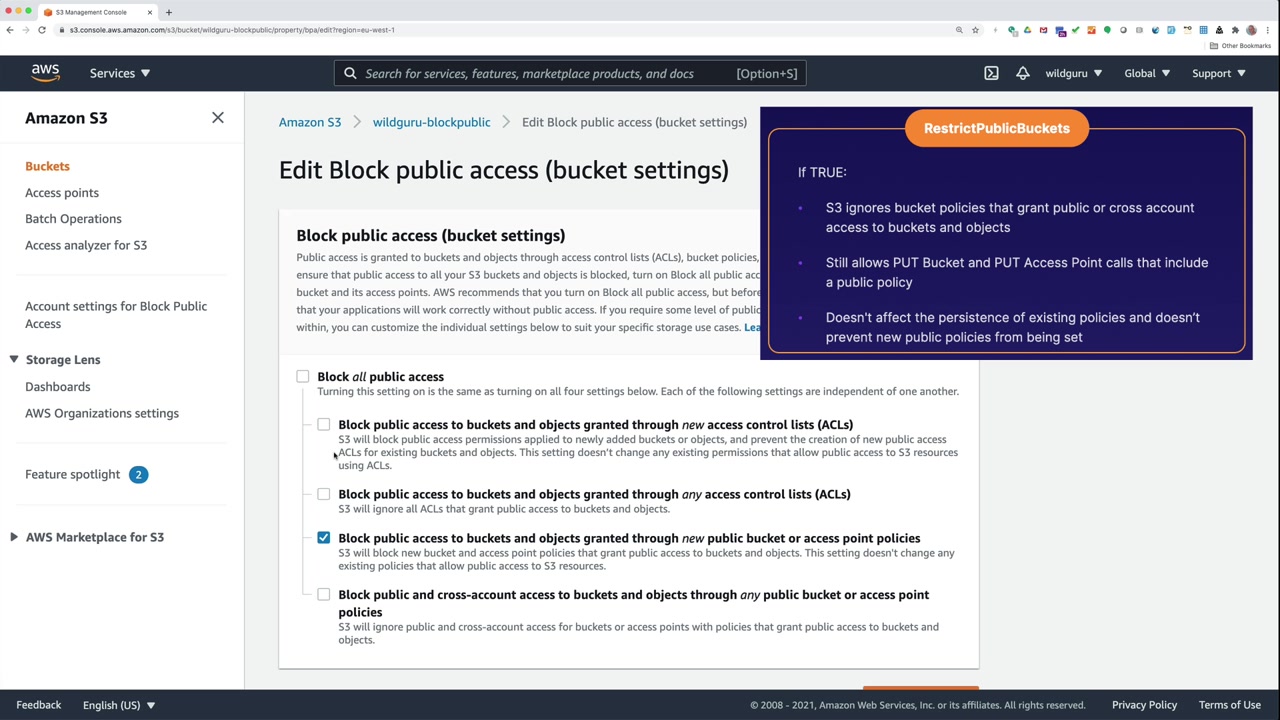 S3 Management Console
s3.console.aws.amazon.com/s3/bucket/wildguru-blockpublic/property/bpa/edit?region=eu-west-1
Other Bookmarks
aws
Services
Search for services, features, marketplace products, and docs [Option+S]
wildguru
Global
Support
Amazon S3
Buckets
Access points
Batch Operations
Access analyzer for S3
Account settings for Block Public
Access
Storage Lens
Dashboards
AWS Organizations settings
Feature spotlight 2
AWS Marketplace for S3
Amazon S3 > wildguru-blockpublic > Edit Block public access (bucket settings)
Edit Block public access (bucket settings)
Block public access (bucket settings)
Public access is granted to buckets and objects through access control lists (ACLs), bucket policies,
ensure that public access to all your S3 buckets and objects is blocked, turn on Block all public acc
bucket and its access points. AWS recommends that you turn on Block all public access, but before
that your applications will work correctly without public access. If you require some level of public
within, you can customize the individual settings below to suit your specific storage use cases. Lea
Block all public access
Turning this setting on is the same as turning on all four settings below. Each of the following settings are independent of one another.
Block public access to buckets and objects granted through new access control lists (ACLs)
S3 will block public access permissions applied to newly added buckets or objects, and prevent the creation of new public access
ACLs for existing buckets and objects. This setting doesn't change any existing permissions that allow public access to S3 resources
using ACLs.
Block public access to buckets and objects granted through any access control lists (ACLs)
S3 will ignore all ACLs that grant public access to buckets and objects.
Block public access to buckets and objects granted through new public bucket or access point policies
S3 will block new bucket and access point policies that grant public access to buckets and objects. This setting doesn't change any
existing policies that allow public access to S3 resources.
Block public and cross-account access to buckets and objects through any public bucket or access point
policies
S3 will ignore public and cross-account access for buckets or access points with policies that grant public access to buckets and
objects.
RestrictPublicBuckets
If TRUE:
• S3 ignores bucket policies that grant public or cross account
access to buckets and objects
• Still allows PUT Bucket and PUT Access Point calls that include
a public policy
• Doesn't affect the persistence of existing policies and doesn't
prevent new public policies from being set
Feedback
English (US)
© 2008 - 2021, Amazon Web Services, Inc. or its affiliates. All rights reserved.
Privacy Policy
Terms of Use